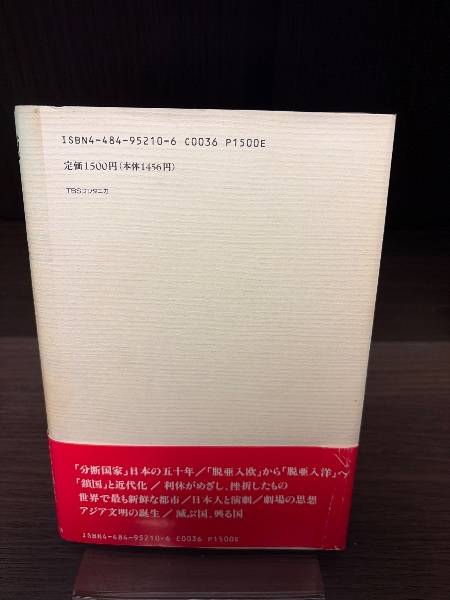 ISBN4-484-95210-6 C0036 P1500E
定価1500円(本体1456円)
TBSブリタニカ
「分断国家」日本の五十年/「脱亜入欧」から「脱亜入洋」へ
「鎖国」と近代化/利休がめざし、挫折したもの
世界で最も新鮮な都市/日本人と演劇/劇場の思想
アジア文明の誕生/滅ぶ国、興る国
ISBN4-484-95210-6 C0036 P1500E